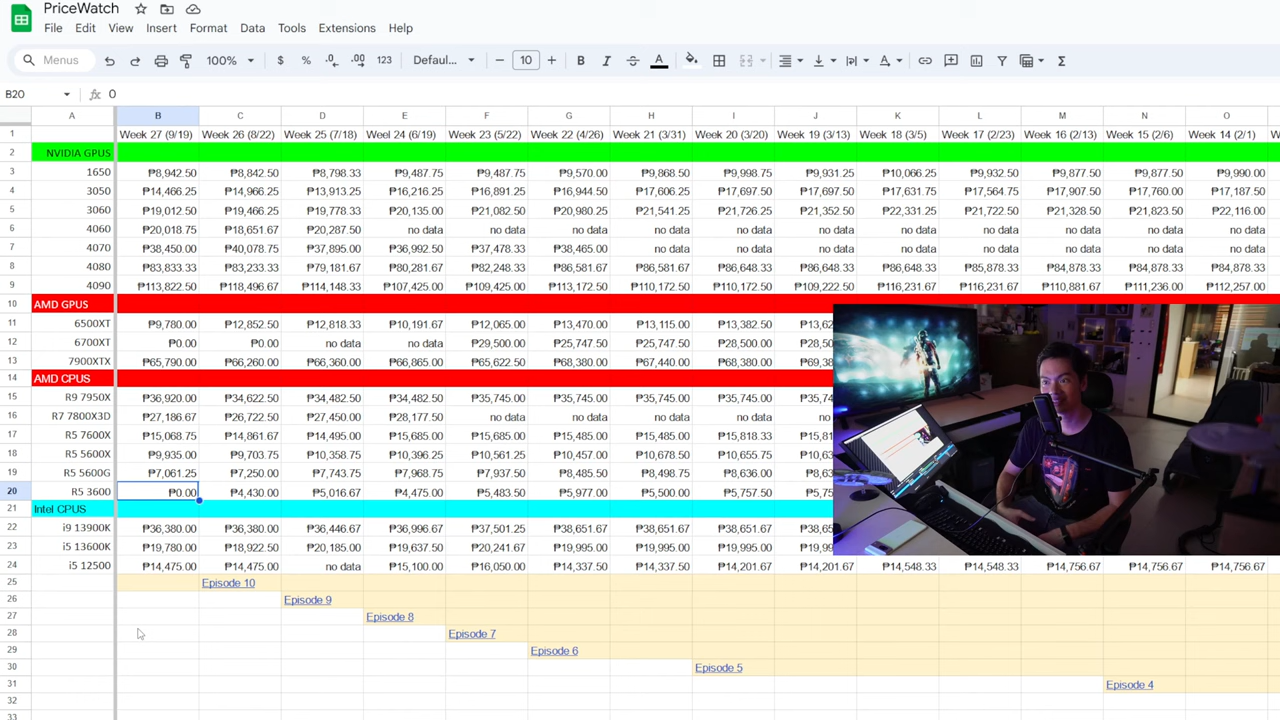 PriceWatch
File Edit View Insert Format Data Tools Extensions Help
Menus 100% $ % .0 .00 123 Defaul... 10 B I A
B20 fx 0
A B C D E F G H I J K L M N O
1 Week 27 (9/19) Week 26 (8/22) Week 25 (7/18) Weel 24 (6/19) Week 23 (5/22) Week 22 (4/26) Week 21 (3/31) Week 20 (3/20) Week 19 (3/13) Week 18 (3/5) Week 17 (2/23) Week 16 (2/13) Week 15 (2/6) Week 14 (2/1)
2 NVIDIA GPUS
3 1650 ₱8,942.50 ₱8,842.50 ₱8,798.33 ₱9,487.75 ₱9,487.75 ₱9,570.00 ₱9,868.50 ₱9,998.75 ₱9,931.25 ₱10,066.25 ₱9,932.50 ₱9,877.50 ₱9,877.50 ₱9,990.00
4 3050 ₱14,466.25 ₱14,966.25 ₱13,913.25 ₱16,216.25 ₱16,891.25 ₱16,944.50 ₱17,606.25 ₱17,697.50 ₱17,697.50 ₱17,631.75 ₱17,564.75 ₱17,907.50 ₱17,760.00 ₱17,187.50
5 3060 ₱19,012.50 ₱19,466.25 ₱19,778.33 ₱20,135.00 ₱21,082.50 ₱20,980.25 ₱21,541.25 ₱21,726.25 ₱21,352.50 ₱22,331.25 ₱21,722.50 ₱21,328.50 ₱21,823.50 ₱22,116.00
6 4060 ₱20,018.75 ₱18,651.67 ₱20,287.50 no data no data no data no data no data no data no data no data no data no data no data
7 4070 ₱38,450.00 ₱40,078.75 ₱37,895.00 ₱36,992.50 ₱37,478.33 ₱38,465.00 no data no data no data no data no data no data no data no data
8 4080 ₱83,833.33 ₱83,233.33 ₱79,181.67 ₱80,281.67 ₱82,248.33 ₱86,581.67 ₱86,581.67 ₱86,648.33 ₱86,648.33 ₱86,648.33 ₱85,878.33 ₱84,878.33 ₱84,878.33 ₱84,878.33
9 4090 ₱113,822.50 ₱118,496.67 ₱114,148.33 ₱107,425.00 ₱109,425.00 ₱113,172.50 ₱110,172.50 ₱110,172.50 ₱109,222.50 ₱116,231.67 ₱116,231.67 ₱110,881.67 ₱111,236.00 ₱112,257.00
10 AMD GPUS
11 6500XT ₱9,780.00 ₱12,852.50 ₱12,818.33 ₱10,191.67 ₱12,065.00 ₱13,470.00 ₱13,115.00 ₱13,382.50 ₱13,62
12 6700XT ₱0.00 ₱0.00 no data no data ₱29,500.00 ₱25,747.50 ₱25,747.50 ₱28,500.00 ₱28,50
13 7900XTX ₱65,790.00 ₱66,260.00 ₱66,360.00 ₱66,865.00 ₱65,622.50 ₱68,380.00 ₱67,440.00 ₱68,380.00 ₱69,38
14 AMD CPUS
15 R9 7950X ₱36,920.00 ₱34,622.50 ₱34,482.50 ₱34,482.50 ₱35,745.00 ₱35,745.00 ₱35,745.00 ₱35,745.00 ₱35,74
16 R7 7800X3D ₱27,186.67 ₱26,722.50 ₱27,450.00 ₱28,177.50 no data no data no data no data no d
17 R5 7600X ₱15,068.75 ₱14,861.67 ₱14,495.00 ₱15,685.00 ₱15,685.00 ₱15,485.00 ₱15,485.00 ₱15,818.33 ₱15,81
18 R5 5600X ₱9,935.00 ₱9,703.75 ₱10,358.75 ₱10,396.25 ₱10,561.25 ₱10,457.50 ₱10,678.50 ₱10,655.75 ₱10,63
19 R5 5600G ₱7,061.25 ₱7,250.00 ₱7,743.75 ₱7,968.75 ₱7,937.50 ₱8,485.50 ₱8,498.75 ₱8,636.00 ₱8,63
20 R5 3600 ₱0.00 ₱4,430.00 ₱5,016.67 ₱4,475.00 ₱5,483.50 ₱5,977.00 ₱5,500.00 ₱5,757.50 ₱5,75
21 Intel CPUS
22 i9 13900K ₱36,380.00 ₱36,380.00 ₱36,446.67 ₱36,996.67 ₱37,501.25 ₱38,651.67 ₱38,651.67 ₱38,651.67 ₱38,65
23 i5 13600K ₱19,780.00 ₱18,922.50 ₱20,185.00 ₱19,637.50 ₱20,241.67 ₱19,995.00 ₱19,995.00 ₱19,995.00 ₱19,99
24 i5 12500 ₱14,475.00 ₱14,475.00 no data ₱15,100.00 ₱16,050.00 ₱14,337.50 ₱14,337.50 ₱14,201.67 ₱14,201.67 ₱14,548.33 ₱14,548.33 ₱14,756.67 ₱14,756.67 ₱14,756.67
25 Episode 10
26 Episode 9
27 Episode 8
28 Episode 7
29 Episode 6
30 Episode 5
31 Episode 4
32
33